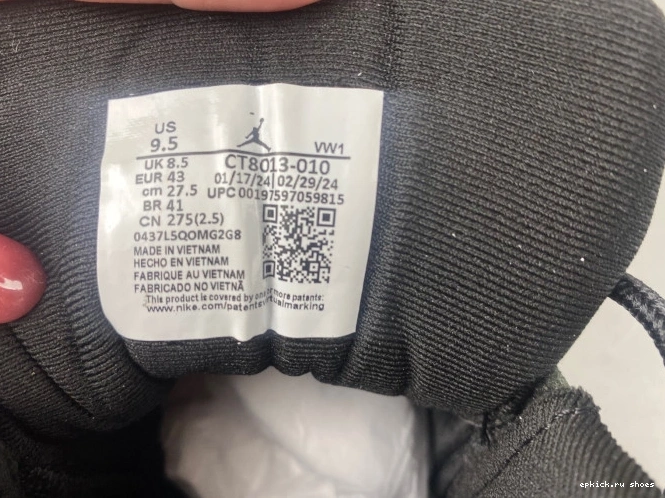 US
9.5
VW1
UK 8.5 CT8013-010
EUR 43 01/17/24 02/29/24
cm 27.5 UPC 00197597059815
BR 41
CN 275(2.5)
0437L5QOMG2G8
MADE IN VIETNAM
HECHO EN VIETNAM
FABRIQUE AU VIETNAM
FABRICADO NO VIETNÃ
This product is covered by one or more patents:
www.nike.com/patentsvirtualmarking
epkick.ru shoes